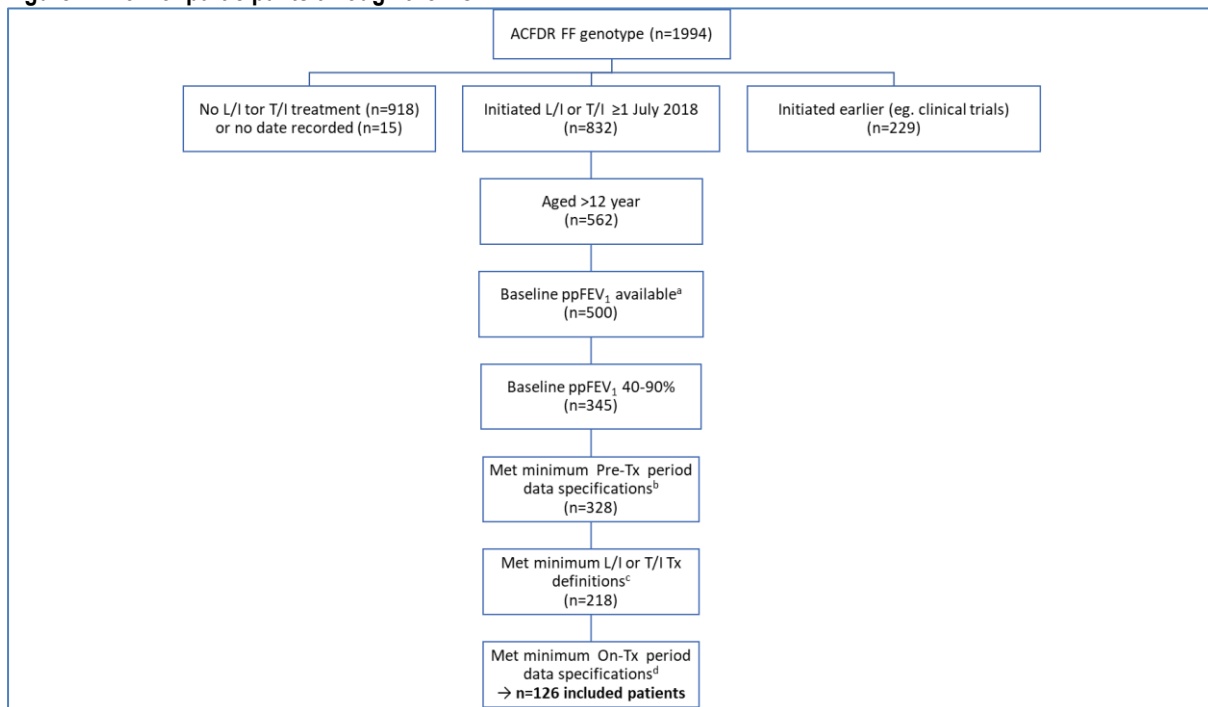 ACFDR FF genotype (n=1994)
No L/I tor T/I treatment (n=918)
or no date recorded (n=15)
Initiated L/I or T/I ≥1 July 2018
(n=832)
Initiated earlier (eg. clinical trials)
(n=229)
Aged >12 year
(n=562)
Baseline ppFEV₁ availableᵃ
(n=500)
Baseline ppFEV₁ 40-90%
(n=345)
Met minimum Pre-Tx period
data specificationsᵇ
(n=328)
Met minimum L/I or T/I Tx
definitionsᶜ
(n=218)
Met minimum On-Tx period
data specificationsᵈ
→ n=126 included patients